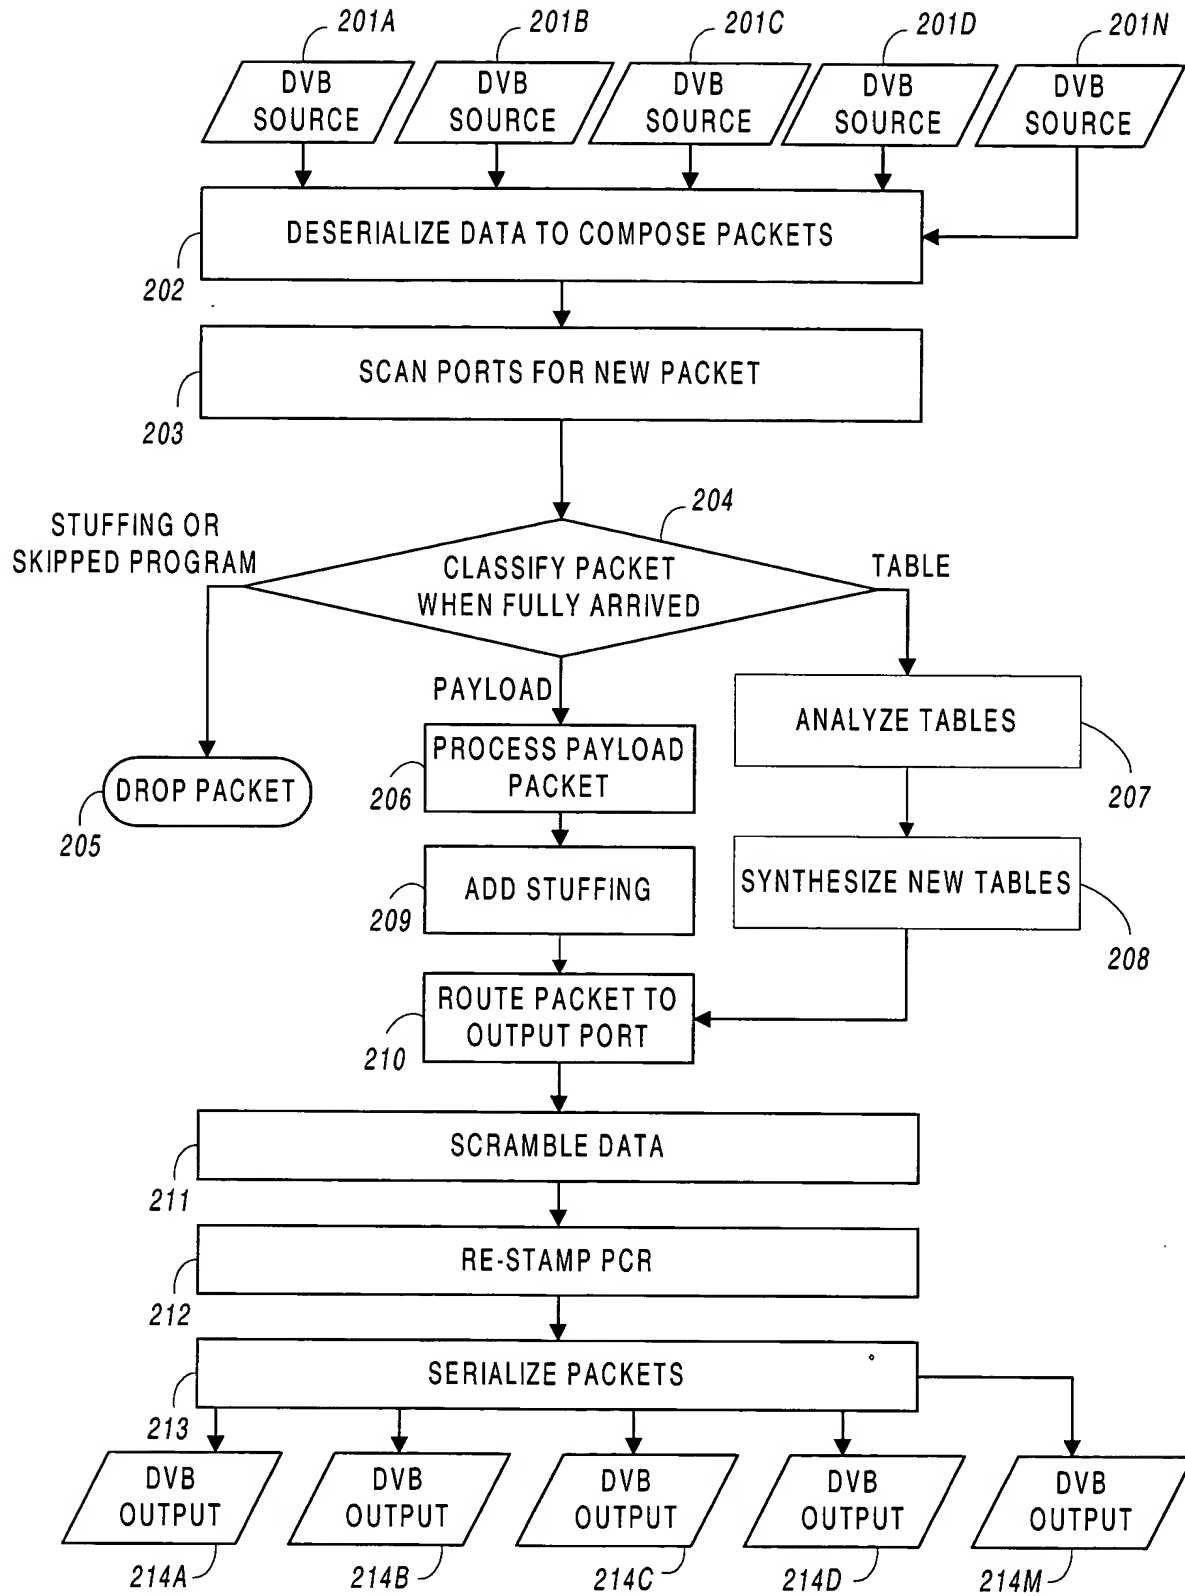 201A 201B 201C 201D 201N
DVB DVB DVB DVB DVB
SOURCE SOURCE SOURCE SOURCE SOURCE
DESERIALIZE DATA TO COMPOSE PACKETS
202
SCAN PORTS FOR NEW PACKET
203
204
STUFFING OR
SKIPPED PROGRAM
CLASSIFY PACKET
WHEN FULLY ARRIVED
TABLE
PAYLOAD
ANALYZE TABLES
207
PROCESS PAYLOAD
PACKET
206
DROP PACKET
205
SYNTHESIZE NEW TABLES
208
ADD STUFFING
209
ROUTE PACKET TO
OUTPUT PORT
210
SCRAMBLE DATA
211
RE-STAMP PCR
212
SERIALIZE PACKETS
213
DVB DVB DVB DVB DVB
OUTPUT OUTPUT OUTPUT OUTPUT OUTPUT
214A 214B 214C 214D 214M